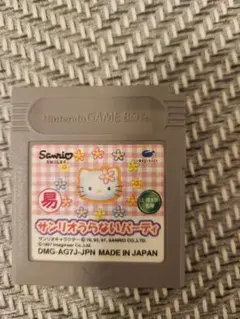 Nintendo GAME BOY
Sanrio
SMILES
易
サンリオうらないパーティ
サンリオキャラクター ©'76,'93,'97, SANRIO CO.,LTD.
©1997 Imagineer Co.,Ltd.
DMG-AG7J-JPN MADE IN JAPAN